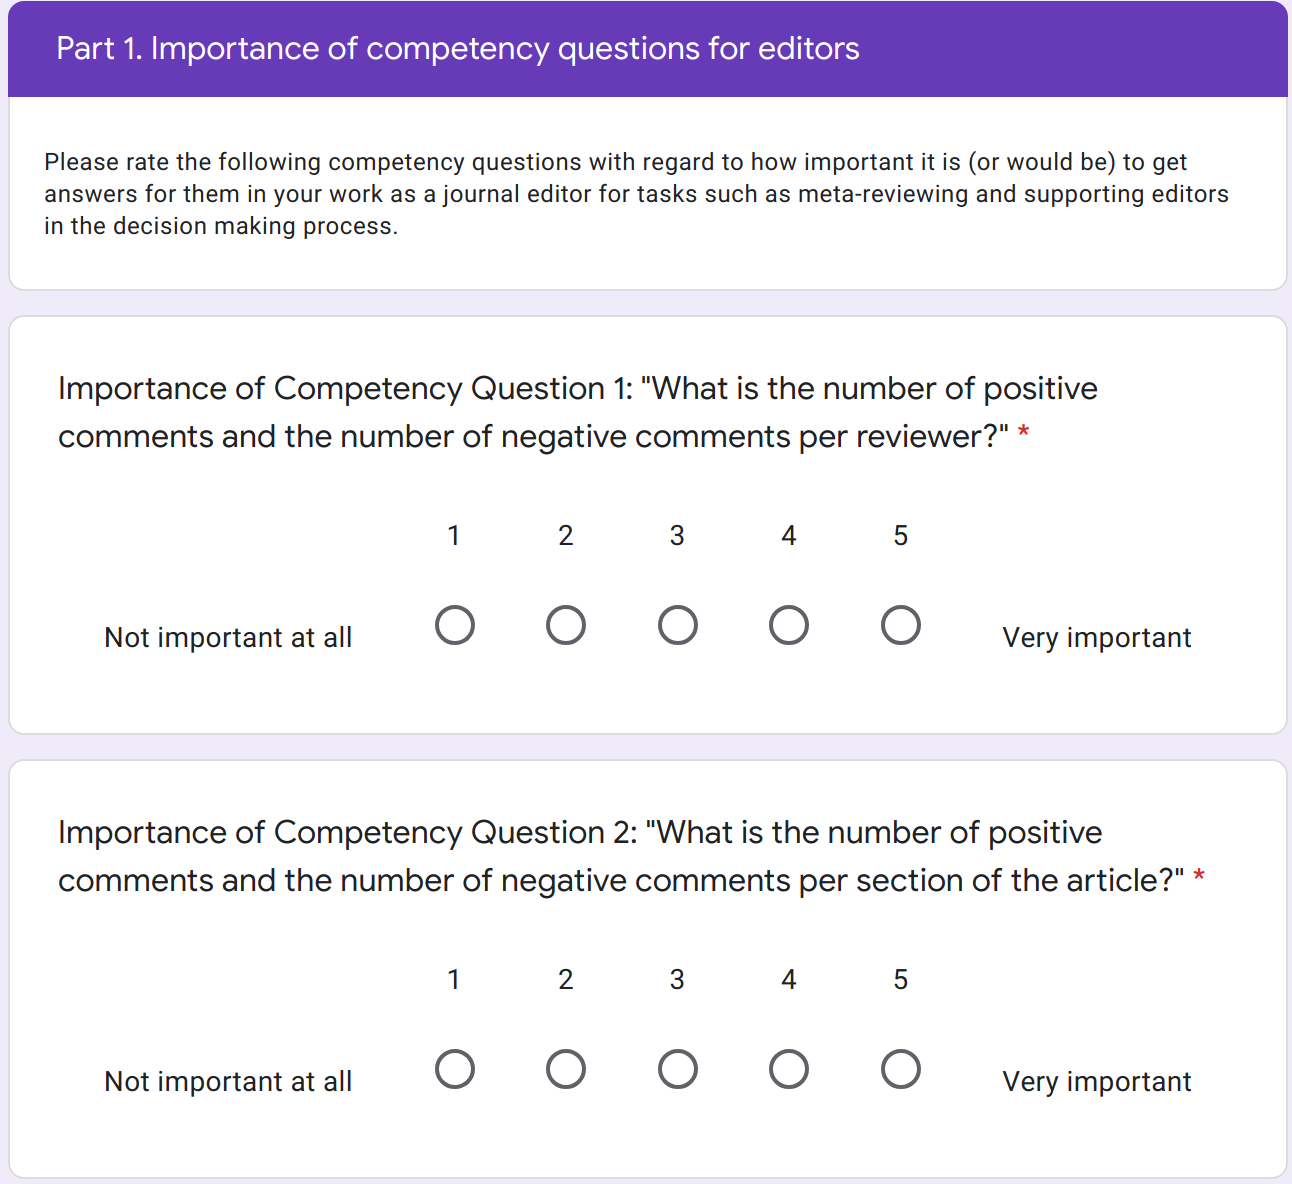 Part 1. Importance of competency questions for editors
Please rate the following competency questions with regard to how important it is (or would be) to get
answers for them in your work as a journal editor for tasks such as meta-reviewing and supporting editors
in the decision making process.
Importance of Competency Question 1: "What is the number of positive
comments and the number of negative comments per reviewer?" *
1 2 3 4 5
Not important at all Very important
Importance of Competency Question 2: "What is the number of positive
comments and the number of negative comments per section of the article?" *
1 2 3 4 5
Not important at all Very important